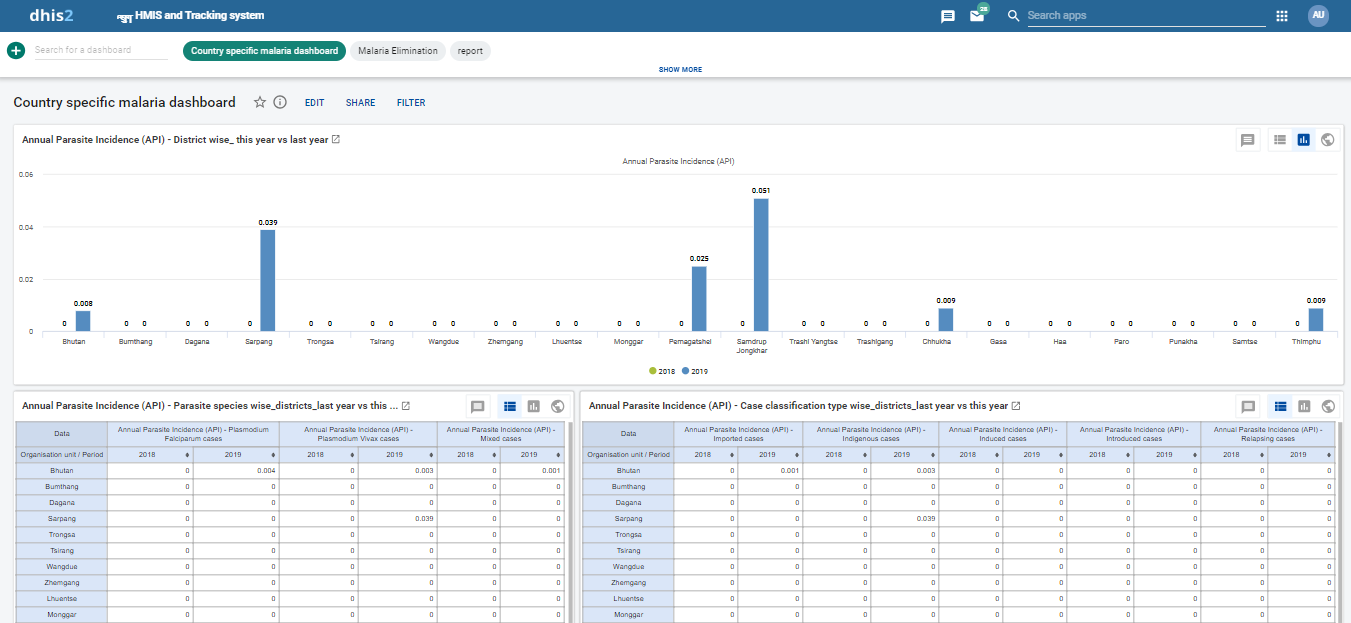 dhis2 HMIS and Tracking system 28 Search apps AU
Search for a dashboard Country specific malaria dashboard Malaria Elimination report
SHOW MORE
Country specific malaria dashboard EDIT SHARE FILTER
Annual Parasite Incidence (API) - District wise_ this year vs last year
Annual Parasite Incidence (API)
0.06
0.04
0.02
0
0 0.008 0 0 0 0 0 0.039 0 0 0 0 0 0 0 0 0 0 0 0 0 0.025 0 0.051 0 0 0 0 0 0.009 0 0 0 0 0 0 0 0 0 0 0 0.009
Bhutan Bumthang Dagana Sarpang Trongsa Tsirang Wangdue Zhemgang Lhuentse Monggar Pemagatshel Samdrup Jongkhar Trashi Yangtse Trashigang Chhukha Gasa Haa Paro Punakha Samtse Thimphu
2018 2019
Annual Parasite Incidence (API) - Parasite species wise_districts_last year vs this ...
Data Annual Parasite Incidence (API) - Plasmodium Falciparum cases Annual Parasite Incidence (API) - Plasmodium Vivax cases Annual Parasite Incidence (API) - Mixed cases
Organisation unit / Period 2018 2019 2018 2019 2018 2019
Bhutan 0 0.004 0 0.003 0 0.001
Bumthang 0 0 0 0 0 0
Dagana 0 0 0 0 0 0
Sarpang 0 0 0 0.039 0 0
Trongsa 0 0 0 0 0 0
Tsirang 0 0 0 0 0 0
Wangdue 0 0 0 0 0 0
Zhemgang 0 0 0 0 0 0
Lhuentse 0 0 0 0 0 0
Monggar 0 0 0 0 0 0
Annual Parasite Incidence (API) - Case classification type wise_districts_last year vs this year
Data Annual Parasite Incidence (API) - Imported cases Annual Parasite Incidence (API) - Indigenous cases Annual Parasite Incidence (API) - Induced cases Annual Parasite Incidence (API) - Introduced cases Annual Parasite Incidence (API) - Relapsing cases
Organisation unit / Period 2018 2019 2018 2019 2018 2019 2018 2019 2018 2019
Bhutan 0 0.001 0 0.003 0 0 0 0 0 0
Bumthang 0 0 0 0 0 0 0 0 0 0
Dagana 0 0 0 0 0 0 0 0 0 0
Sarpang 0 0 0 0.039 0 0 0 0 0 0
Trongsa 0 0 0 0 0 0 0 0 0 0
Tsirang 0 0 0 0 0 0 0 0 0 0
Wangdue 0 0 0 0 0 0 0 0 0 0
Zhemgang 0 0 0 0 0 0 0 0 0 0
Lhuentse 0 0 0 0 0 0 0 0 0 0
Monggar 0 0 0 0 0 0 0 0 0 0